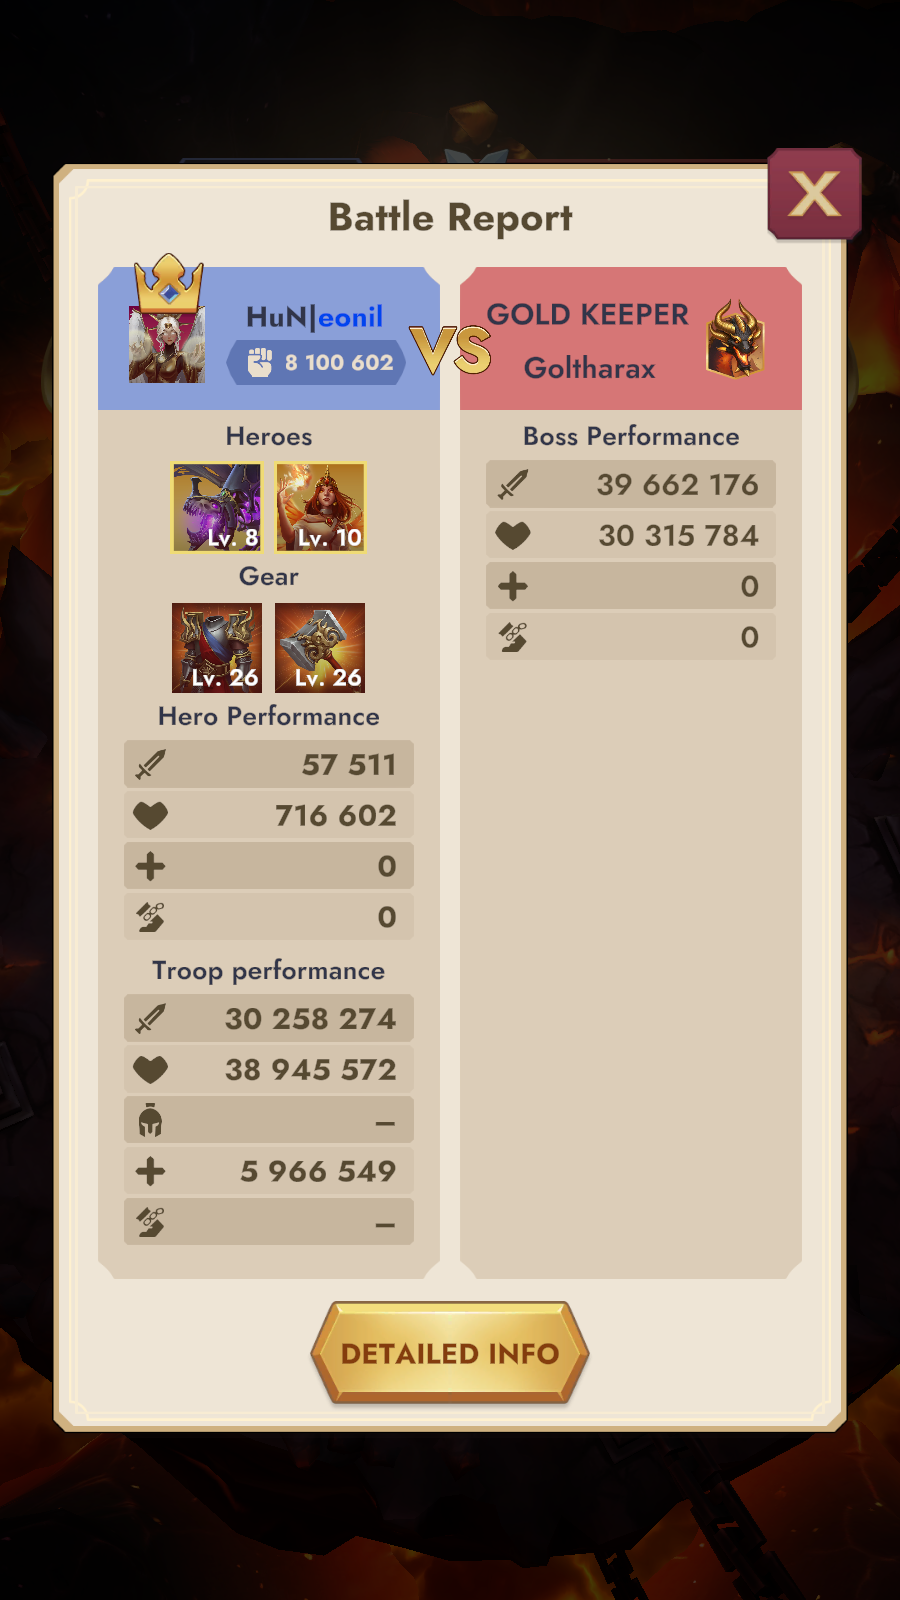 Battle Report
X
HuN|eonil
8 100 602
VS
GOLD KEEPER
Goltharax
Heroes
Lv. 8
Lv. 10
Gear
Lv. 26
Lv. 26
Hero Performance
57 511
716 602
0
0
Troop performance
30 258 274
38 945 572
–
5 966 549
–
Boss Performance
39 662 176
30 315 784
0
0
DETAILED INFO